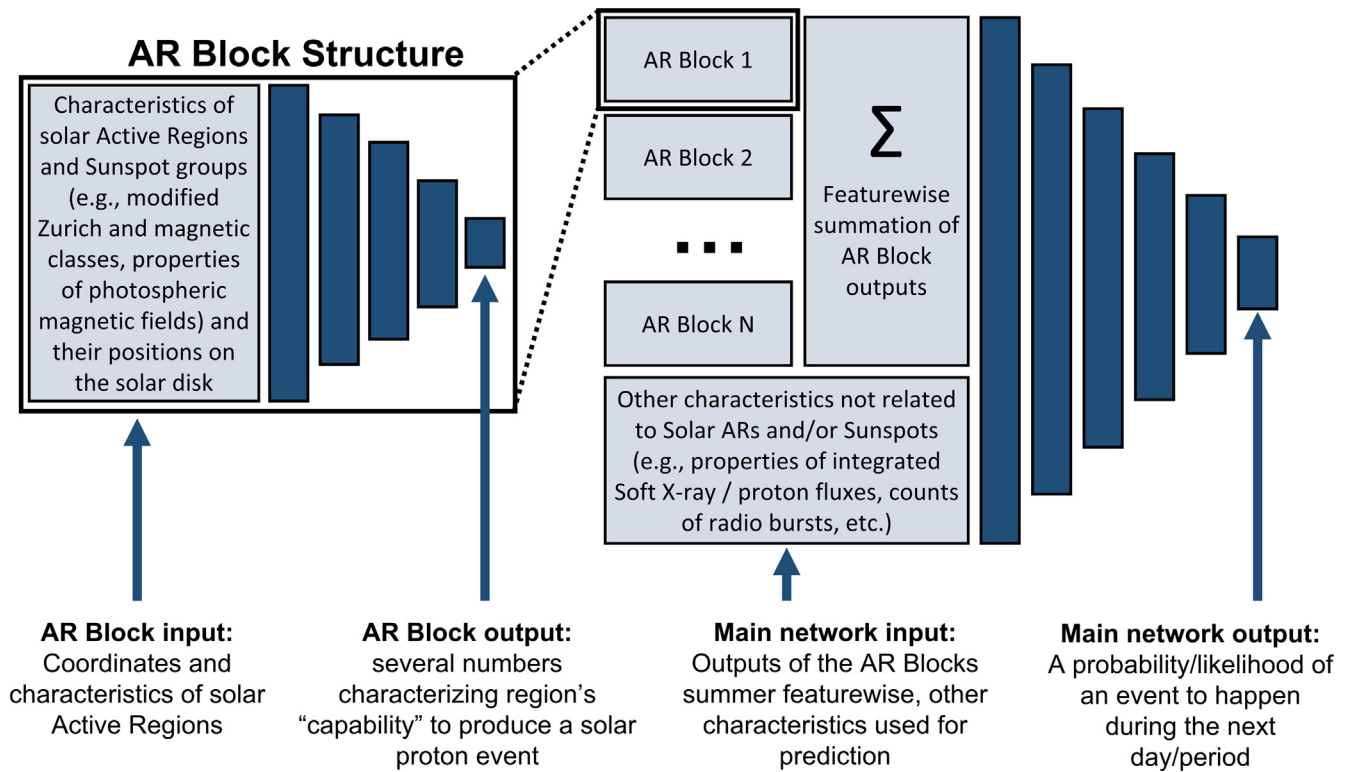 AR Block Structure
Characteristics of
solar Active Regions
and Sunspot groups
(e.g., modified
Zurich and magnetic
classes, properties
of photospheric
magnetic fields) and
their positions on
the solar disk
AR Block 1
AR Block 2
...
AR Block N
Σ
Featurewise
summation of
AR Block
outputs
Other characteristics not related
to Solar ARs and/or Sunspots
(e.g., properties of integrated
Soft X-ray / proton fluxes, counts
of radio bursts, etc.)
AR Block input:
Coordinates and
characteristics of solar
Active Regions
AR Block output:
several numbers
characterizing region’s
“capability” to produce a solar
proton event
Main network input:
Outputs of the AR Blocks
summer featurewise, other
characteristics used for
prediction
Main network output:
A probability/likelihood of
an event to happen
during the next
day/period